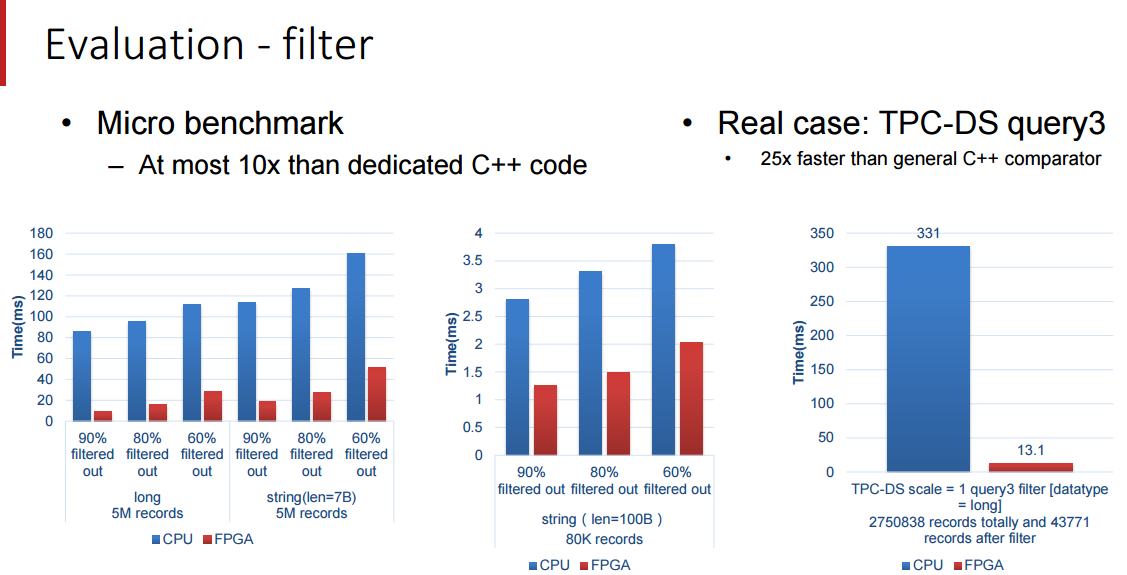 Evaluation - filter
• Micro benchmark
– At most 10x than dedicated C++ code
• Real case: TPC-DS query3
• 25x faster than general C++ comparator
Time(ms)
180
160
140
120
100
80
60
40
20
0
90% filtered out
80% filtered out
60% filtered out
90% filtered out
80% filtered out
60% filtered out
long
5M records
string(len=7B)
5M records
CPU FPGA
Time(ms)
4
3.5
3
2.5
2
1.5
1
0.5
0
90% filtered out
80% filtered out
60% filtered out
string ( len=100B )
80K records
CPU FPGA
Time(ms)
350
300
250
200
150
100
50
0
331
13.1
TPC-DS scale = 1 query3 filter [datatype
= long]
2750838 records totally and 43771
records after filter
CPU FPGA